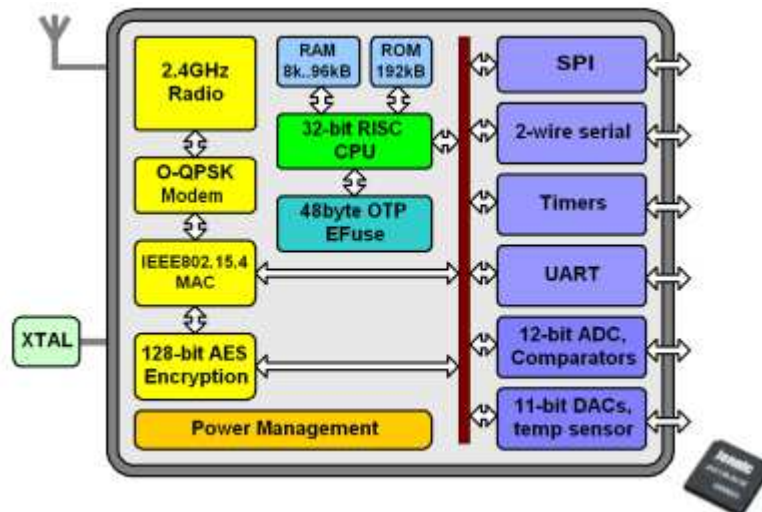 2.4GHz
Radio
RAM
8k..96kB
ROM
192kB
SPI
32-bit RISC
CPU
2-wire serial
O-QPSK
Modem
48byte OTP
EFuse
Timers
IEEE802.15.4
MAC
UART
XTAL
128-bit AES
Encryption
12-bit ADC,
Comparators
Power Management
11-bit DACs,
temp sensor
Jennic